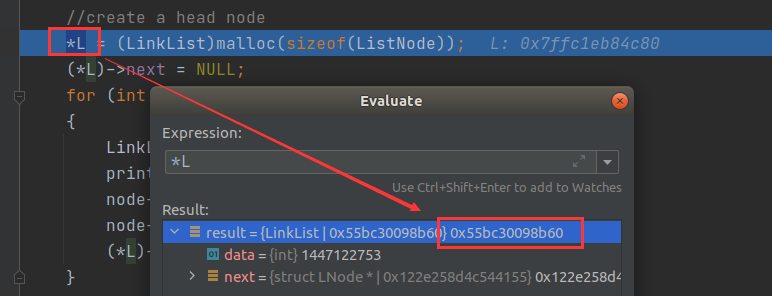 //create a head node
*L = (LinkList)malloc(sizeof(ListNode)); L: 0x7ffc1eb84c80
(*L)->next = NULL;
for (int
{
LinkL
print
node-
node-
(*L)-
}
Evaluate
Expression:
*L
Use Ctrl+Shift+Enter to add to Watches
Result:
result = {LinkList | 0x55bc30098b60} 0x55bc30098b60
data = {int} 1447122753
next = {struct LNode * | 0x122e258d4c544155} 0x122e258d4